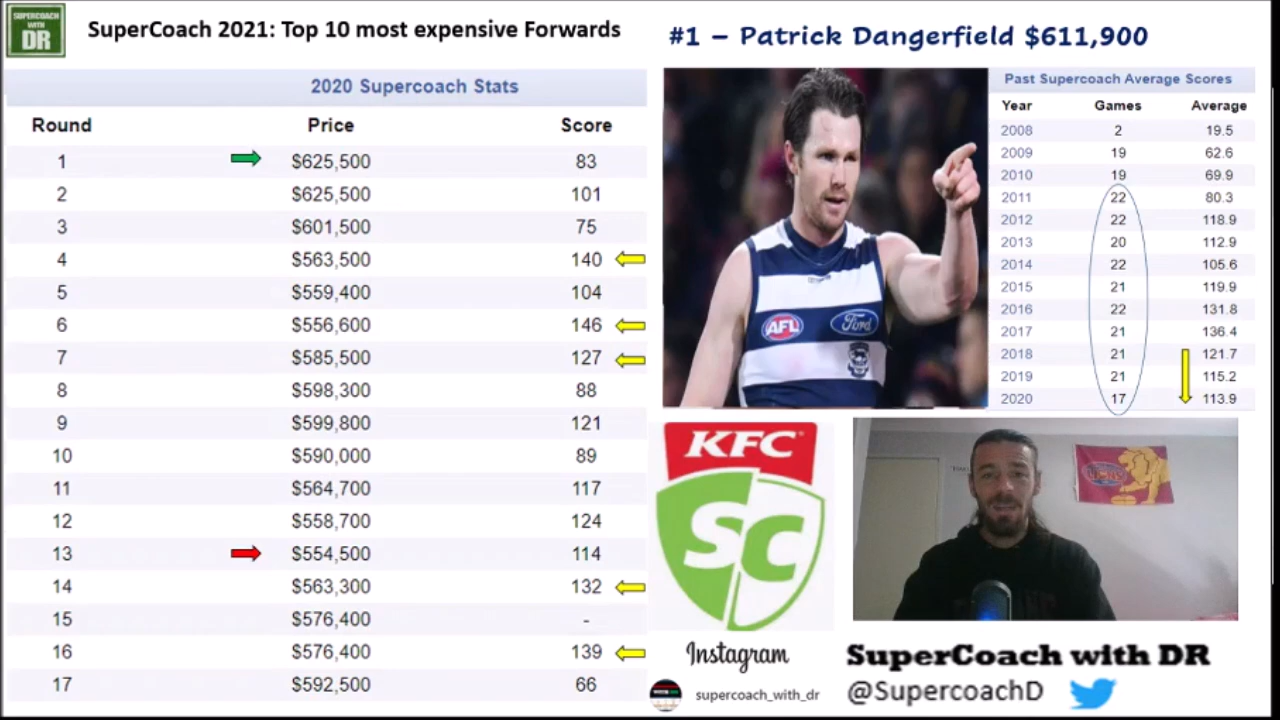 SUPERCOACH
WITH
DR
SuperCoach 2021: Top 10 most expensive Forwards
2020 Supercoach Stats
Round Price Score
1 $625,500 83
2 $625,500 101
3 $601,500 75
4 $563,500 140
5 $559,400 104
6 $556,600 146
7 $585,500 127
8 $598,300 88
9 $599,800 121
10 $590,000 89
11 $564,700 117
12 $558,700 124
13 $554,500 114
14 $563,300 132
15 $576,400 -
16 $576,400 139
17 $592,500 66
#1 – Patrick Dangerfield $611,900
AFL
Ford
Past Supercoach Average Scores
Year Games Average
2008 2 19.5
2009 19 62.6
2010 19 69.9
2011 22 80.3
2012 22 118.9
2013 20 112.9
2014 22 105.6
2015 21 119.9
2016 22 131.8
2017 21 136.4
2018 21 121.7
2019 21 115.2
2020 17 113.9
KFC
SC
Instagram
supercoach_with_dr
SuperCoach with DR
@SupercoachD